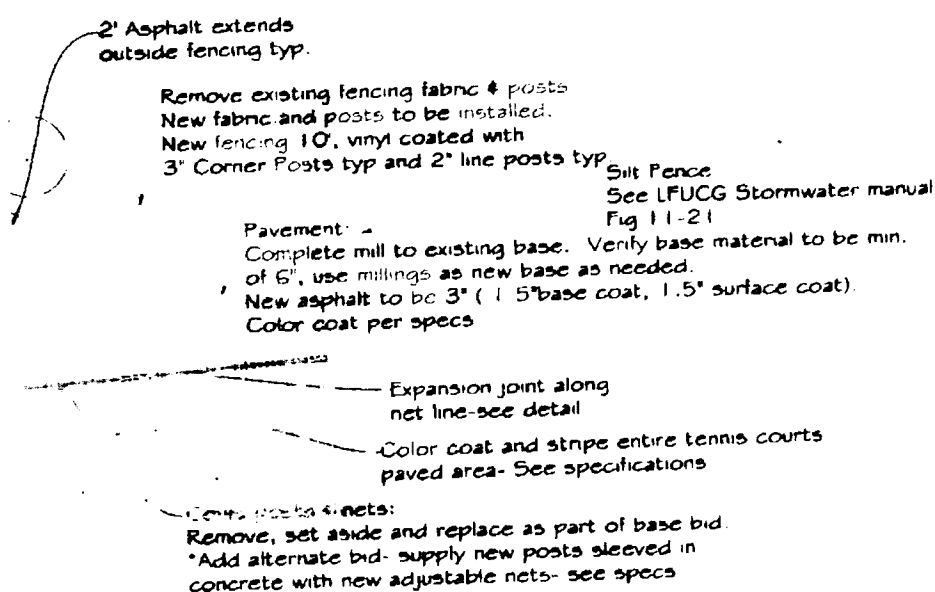 2' Asphalt extends
outside fencing typ.
Remove existing fencing fabric & posts
New fabric and posts to be installed.
New fencing 10', vinyl coated with
3" Corner Posts typ and 2" line posts typ.
Silt Fence
See LFUCG Stormwater manual
Fig 11-21
Pavement:
Complete mill to existing base. Verify base material to be min.
of 6", use millings as new base as needed.
New asphalt to be 3" ( 1.5" base coat, 1.5" surface coat).
Color coat per specs
Expansion joint along
net line-see detail
Color coat and stripe entire tennis courts
paved area- See specifications
nets:
Remove, set aside and replace as part of base bid.
*Add alternate bid- supply new posts sleeved in
concrete with new adjustable nets- see specs